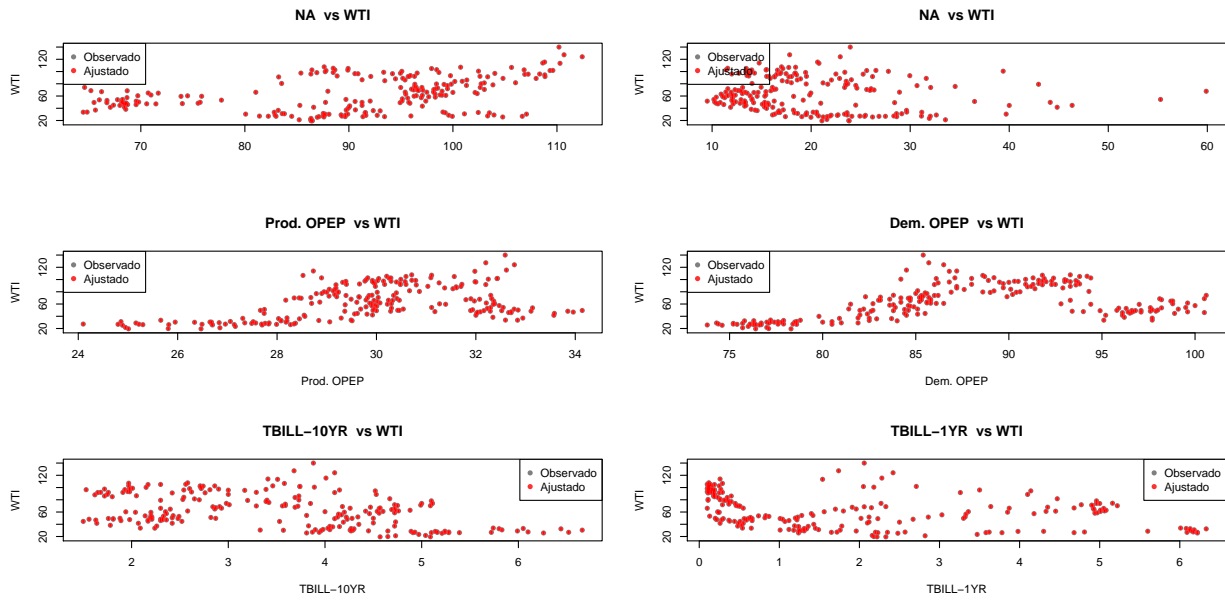 NA vs WTI
WTI
20 60 120
Observado
Ajustado
70 80 90 100 110
NA vs WTI
WTI
20 60 120
Observado
Ajustado
10 20 30 40 50 60
Prod. OPEP vs WTI
WTI
20 60 120
Observado
Ajustado
24 26 28 30 32 34
Prod. OPEP
Dem. OPEP vs WTI
WTI
20 60 120
Observado
Ajustado
75 80 85 90 95 100
Dem. OPEP
TBILL−10YR vs WTI
WTI
20 60 120
Observado
Ajustado
2 3 4 5 6
TBILL−10YR
TBILL−1YR vs WTI
WTI
20 60 120
Observado
Ajustado
0 1 2 3 4 5 6
TBILL−1YR